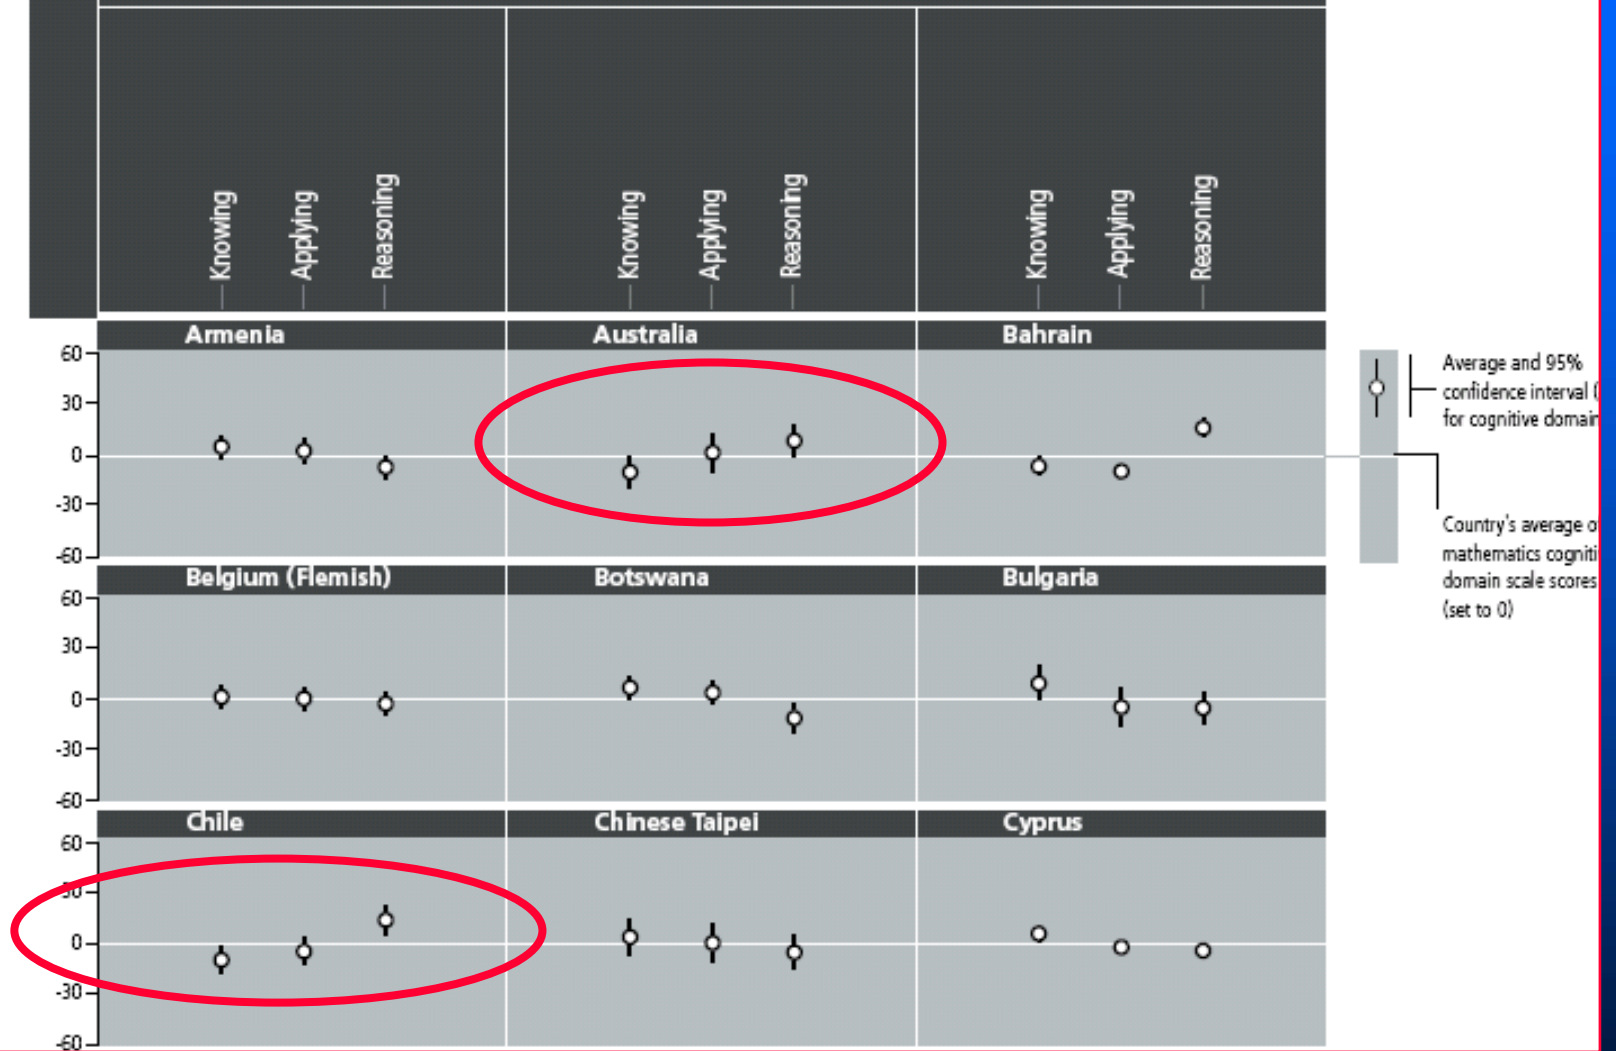 Knowing Applying Reasoning Knowing Applying Reasoning Knowing Applying Reasoning
Armenia Australia Bahrain
60
30
0
-30
-60
Average and 95%
confidence interval (
for cognitive domain
Country's average o
mathematics cogniti
domain scale scores
(set to 0)
Belgium (Flemish) Botswana Bulgaria
60
30
0
-30
-60
Chile Chinese Taipei Cyprus
60
30
0
-30
-60